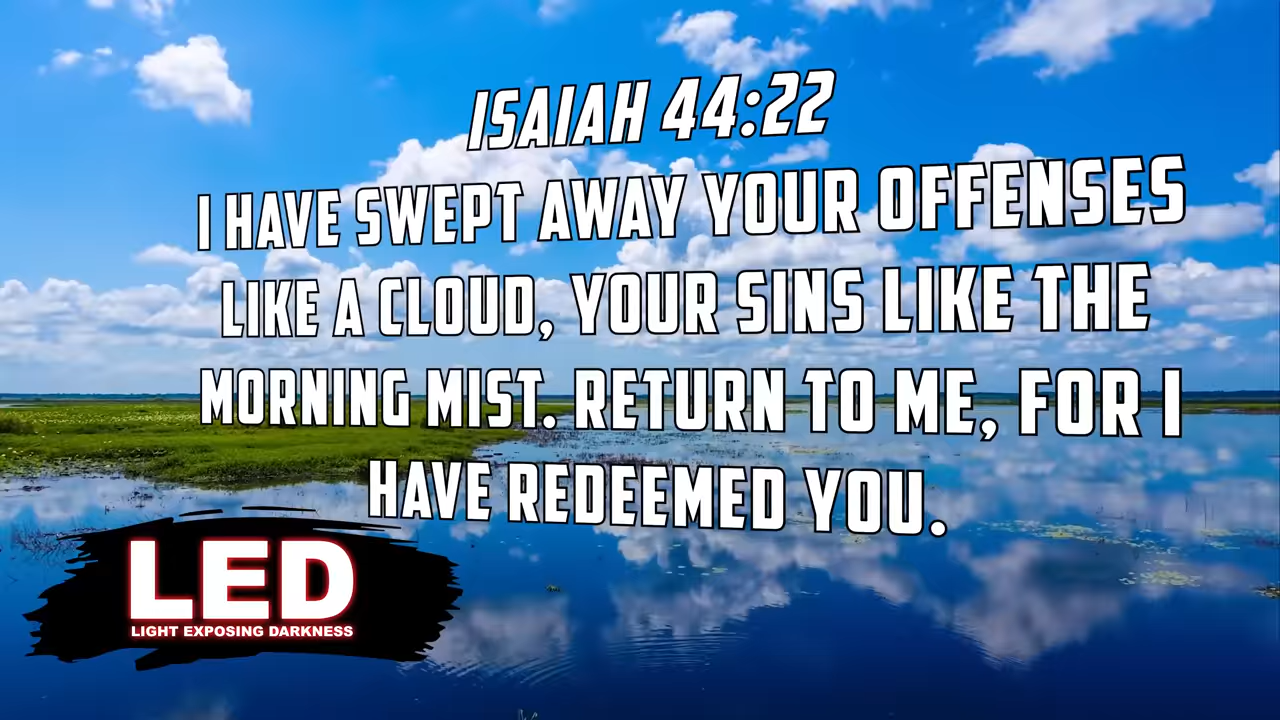 ISAIAH 44:22
I HAVE SWEPT AWAY YOUR OFFENSES
LIKE A CLOUD, YOUR SINS LIKE THE
MORNING MIST. RETURN TO ME, FOR I
HAVE REDEEMED YOU.
LED
LIGHT EXPOSING DARKNESS